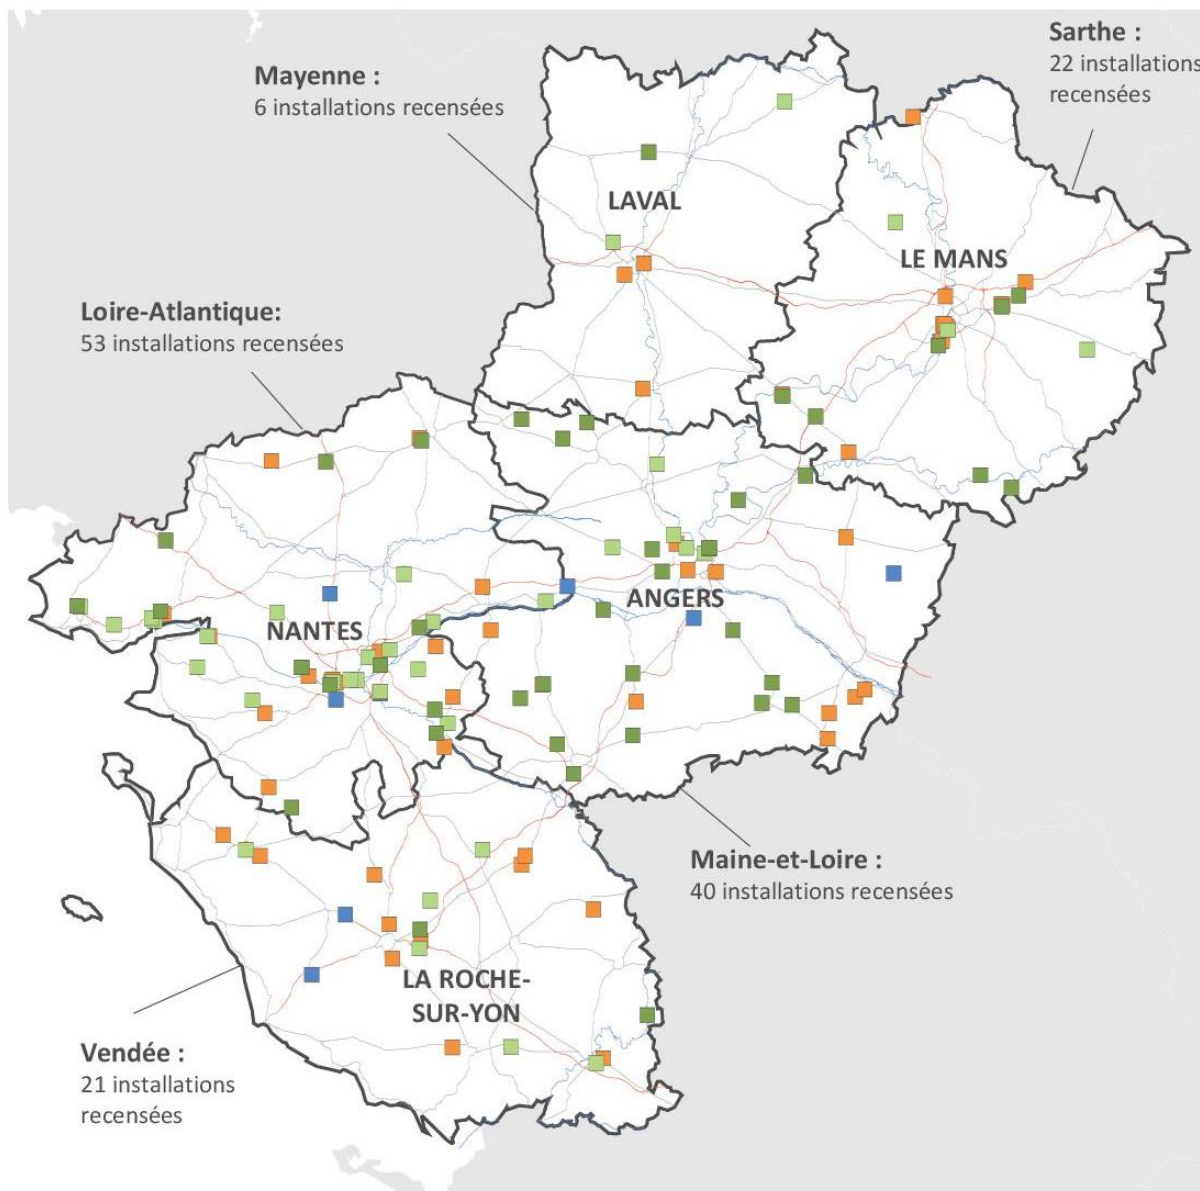 Sarthe :
22 installations
recensées
Mayenne :
6 installations recensées
LAVAL
LE MANS
Loire-Atlantique:
53 installations recensées
ANGERS
NANTES
Maine-et-Loire :
40 installations recensées
LA ROCHE-
SUR-YON
Vendée :
21 installations
recensées